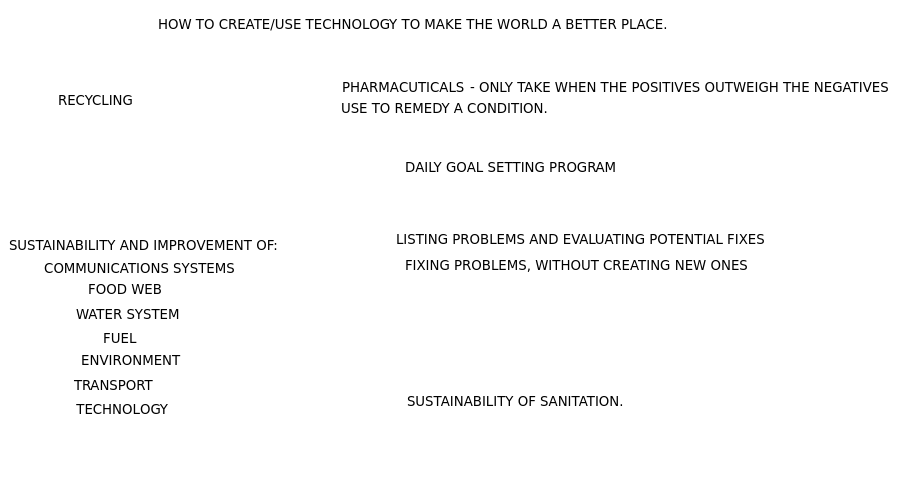 HOW TO CREATE/USE TECHNOLOGY TO MAKE THE WORLD A BETTER PLACE.
RECYCLING
PHARMACUTICALS - ONLY TAKE WHEN THE POSITIVES OUTWEIGH THE NEGATIVES
USE TO REMEDY A CONDITION.
DAILY GOAL SETTING PROGRAM
SUSTAINABILITY AND IMPROVEMENT OF:
COMMUNICATIONS SYSTEMS
FOOD WEB
WATER SYSTEM
FUEL
ENVIRONMENT
TRANSPORT
TECHNOLOGY
LISTING PROBLEMS AND EVALUATING POTENTIAL FIXES
FIXING PROBLEMS, WITHOUT CREATING NEW ONES
SUSTAINABILITY OF SANITATION.